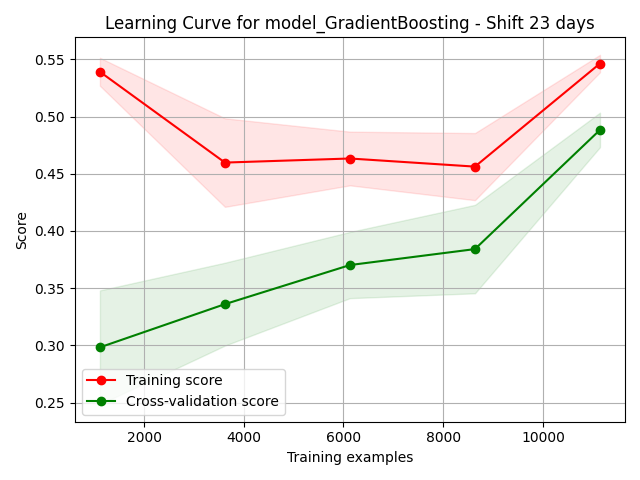 Learning Curve for model_GradientBoosting - Shift 23 days
Score
0.55
0.50
0.45
0.40
0.35
0.30
0.25
Training score
Cross-validation score
2000 4000 6000 8000 10000
Training examples